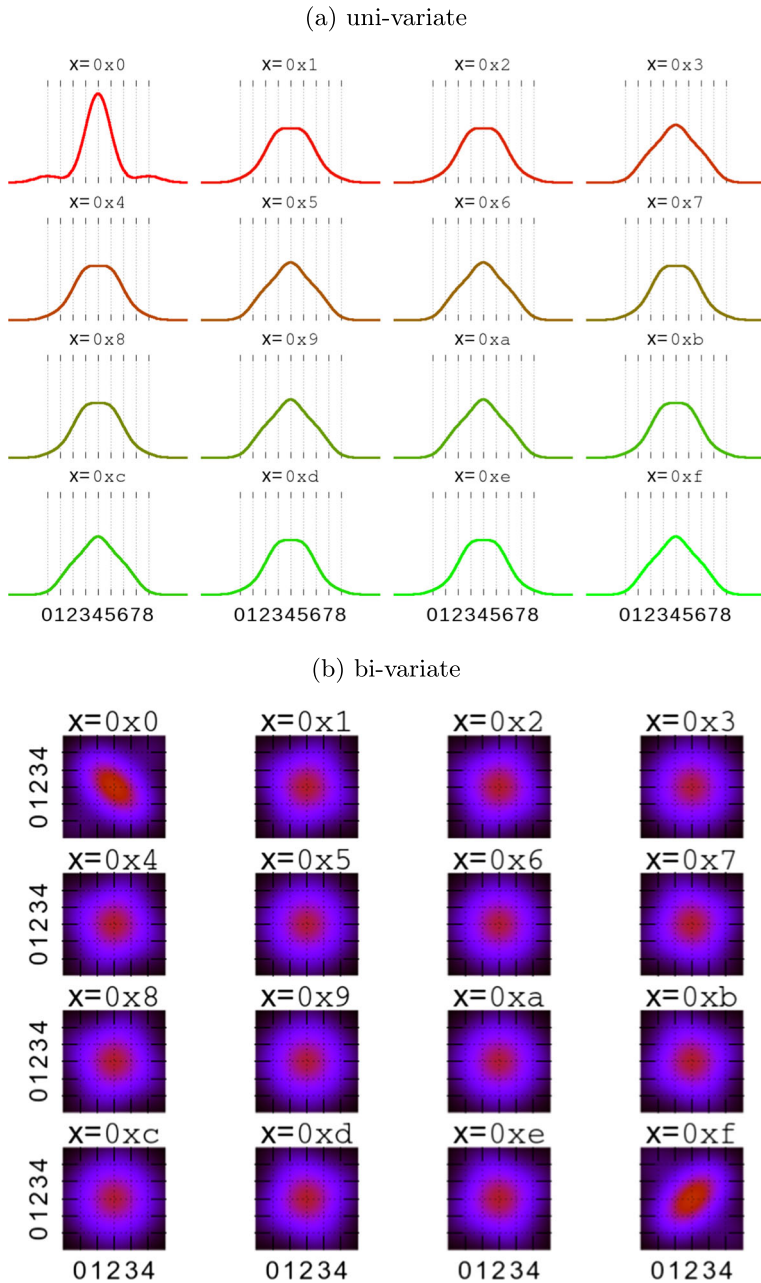 (a) uni-variate
x=0x0 x=0x1 x=0x2 x=0x3
x=0x4 x=0x5 x=0x6 x=0x7
x=0x8 x=0x9 x=0xa x=0xb
x=0xc x=0xd x=0xe x=0xf
012345678 012345678 012345678 012345678
(b) bi-variate
x=0x0 x=0x1 x=0x2 x=0x3
01234
x=0x4 x=0x5 x=0x6 x=0x7
01234
x=0x8 x=0x9 x=0xa x=0xb
01234
x=0xc x=0xd x=0xe x=0xf
01234
01234 01234 01234 01234